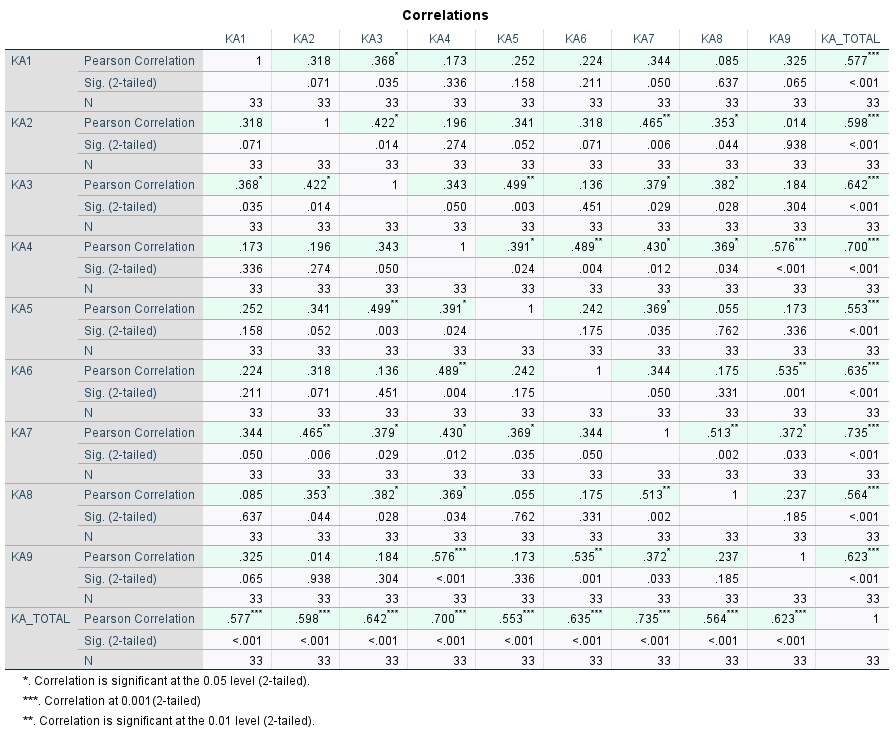 Correlations
KA1 KA2 KA3 KA4 KA5 KA6 KA7 KA8 KA9 KA_TOTAL
KA1 Pearson Correlation 1 .318 .368* .173 .252 .224 .344 .085 .325 .577***
Sig. (2-tailed) .071 .035 .336 .158 .211 .050 .637 .065 <.001
N 33 33 33 33 33 33 33 33 33 33
KA2 Pearson Correlation .318 1 .422* .196 .341 .318 .465** .353* .014 .598***
Sig. (2-tailed) .071 .014 .274 .052 .071 .006 .044 .938 <.001
N 33 33 33 33 33 33 33 33 33 33
KA3 Pearson Correlation .368* .422* 1 .343 .499** .136 .379* .382* .184 .642***
Sig. (2-tailed) .035 .014 .050 .003 .451 .029 .028 .304 <.001
N 33 33 33 33 33 33 33 33 33 33
KA4 Pearson Correlation .173 .196 .343 1 .391* .489** .430* .369* .576*** .700***
Sig. (2-tailed) .336 .274 .050 .024 .004 .012 .034 <.001 <.001
N 33 33 33 33 33 33 33 33 33 33
KA5 Pearson Correlation .252 .341 .499** .391* 1 .242 .369* .055 .173 .553***
Sig. (2-tailed) .158 .052 .003 .024 .175 .035 .762 .336 <.001
N 33 33 33 33 33 33 33 33 33 33
KA6 Pearson Correlation .224 .318 .136 .489** .242 1 .344 .175 .535** .635***
Sig. (2-tailed) .211 .071 .451 .004 .175 .050 .331 .001 <.001
N 33 33 33 33 33 33 33 33 33 33
KA7 Pearson Correlation .344 .465** .379* .430* .369* .344 1 .513** .372* .735***
Sig. (2-tailed) .050 .006 .029 .012 .035 .050 .002 .033 <.001
N 33 33 33 33 33 33 33 33 33 33
KA8 Pearson Correlation .085 .353* .382* .369* .055 .175 .513** 1 .237 .564***
Sig. (2-tailed) .637 .044 .028 .034 .762 .331 .002 .185 <.001
N 33 33 33 33 33 33 33 33 33 33
KA9 Pearson Correlation .325 .014 .184 .576*** .173 .535** .372* .237 1 .623***
Sig. (2-tailed) .065 .938 .304 <.001 .336 .001 .033 .185 <.001
N 33 33 33 33 33 33 33 33 33 33
KA_TOTAL Pearson Correlation .577*** .598*** .642*** .700*** .553*** .635*** .735*** .564*** .623*** 1
Sig. (2-tailed) <.001 <.001 <.001 <.001 <.001 <.001 <.001 <.001 <.001
N 33 33 33 33 33 33 33 33 33 33
*. Correlation is significant at the 0.05 level (2-tailed).
***. Correlation at 0.001(2-tailed)
**. Correlation is significant at the 0.01 level (2-tailed).